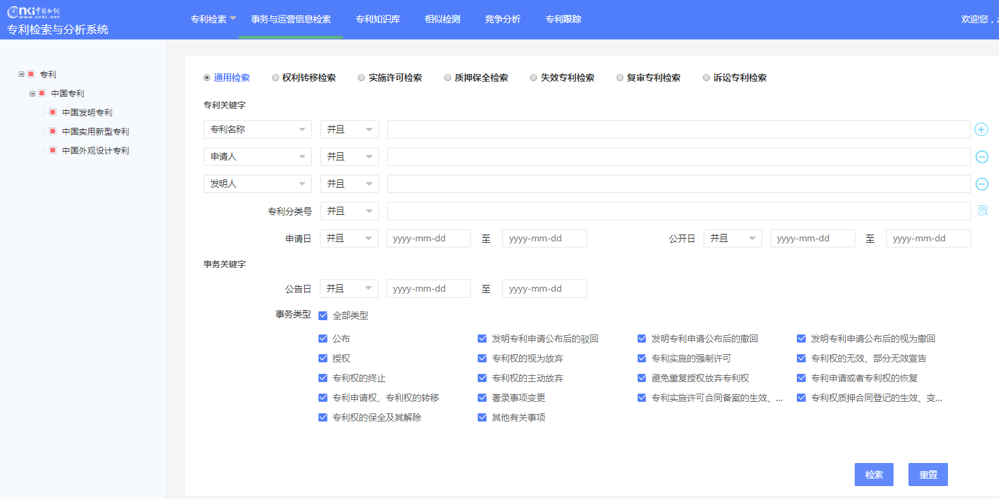 cnki 中国知网
www.cnki.net
专利检索与分析系统
专利检索 事务与运营信息检索 专利知识库 相似检测 竞争分析 专利跟踪 欢迎您，z
专利
中国专利
中国发明专利
中国实用新型专利
中国外观设计专利
通用检索 权利转移检索 实施许可检索 质押保全检索 失效专利检索 复审专利检索 诉讼专利检索
专利关键字
专利名称 并且
申请人 并且
发明人 并且
专利分类号 并且
申请日 并且 yyyy-mm-dd 至 yyyy-mm-dd 公开日 并且 yyyy-mm-dd 至 yyyy-mm-dd
事务关键字
公告日 并且 yyyy-mm-dd 至 yyyy-mm-dd
事务类型 全部类型
公布 发明专利申请公布后的驳回 发明专利申请公布后的撤回 发明专利申请公布后的视为撤回
授权 专利权的视为放弃 专利实施的强制许可 专利权的无效、部分无效宣告
专利权的终止 专利权的主动放弃 避免重复授权放弃专利权 专利申请或者专利权的恢复
专利申请权、专利权的转移 著录事项变更 专利实施许可合同备案的生效、... 专利权质押合同登记的生效、变...
专利权的保全及其解除 其他有关事项
检索 重置